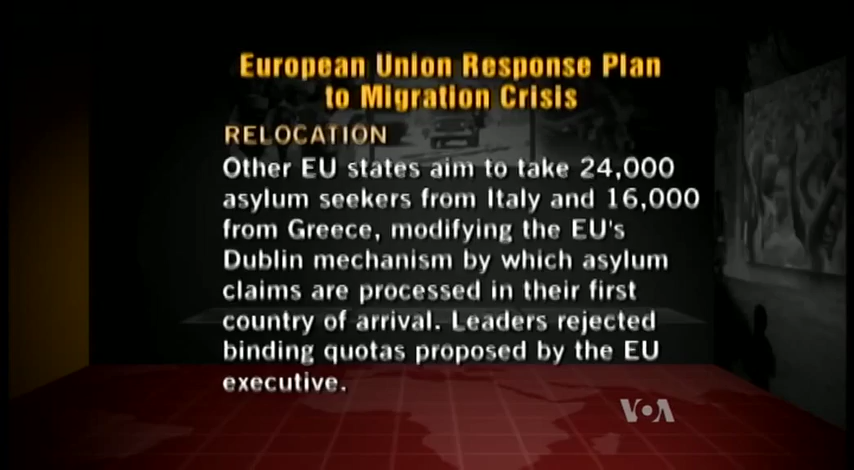 European Union Response Plan
to Migration Crisis
RELOCATION
Other EU states aim to take 24,000
asylum seekers from Italy and 16,000
from Greece, modifying the EU's
Dublin mechanism by which asylum
claims are processed in their first
country of arrival. Leaders rejected
binding quotas proposed by the EU
executive.
VOA